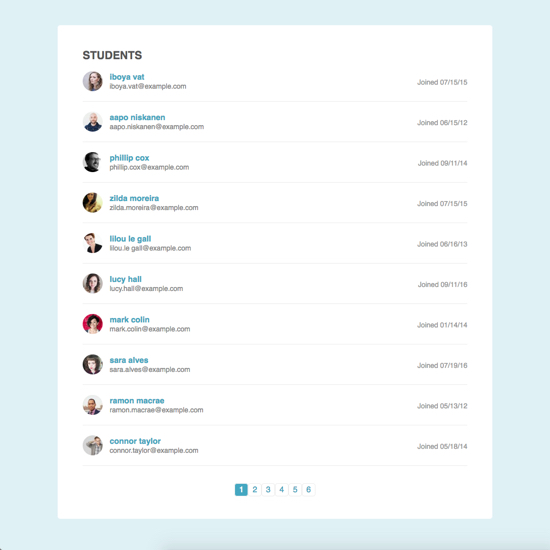 STUDENTS
iboya vat
iboya.vat@example.com
Joined 07/15/15
aapo niskanen
aapo.niskanen@example.com
Joined 06/15/12
phillip cox
phillip.cox@example.com
Joined 09/11/14
zilda moreira
zilda.moreira@example.com
Joined 07/15/15
lilou le gall
lilou.le gall@example.com
Joined 06/16/13
lucy hall
lucy.hall@example.com
Joined 09/11/16
mark colin
mark.colin@example.com
Joined 01/14/14
sara alves
sara.alves@example.com
Joined 07/19/16
ramon macrae
ramon.macrae@example.com
Joined 05/13/12
connor taylor
connor.taylor@example.com
Joined 05/18/14
1 2 3 4 5 6